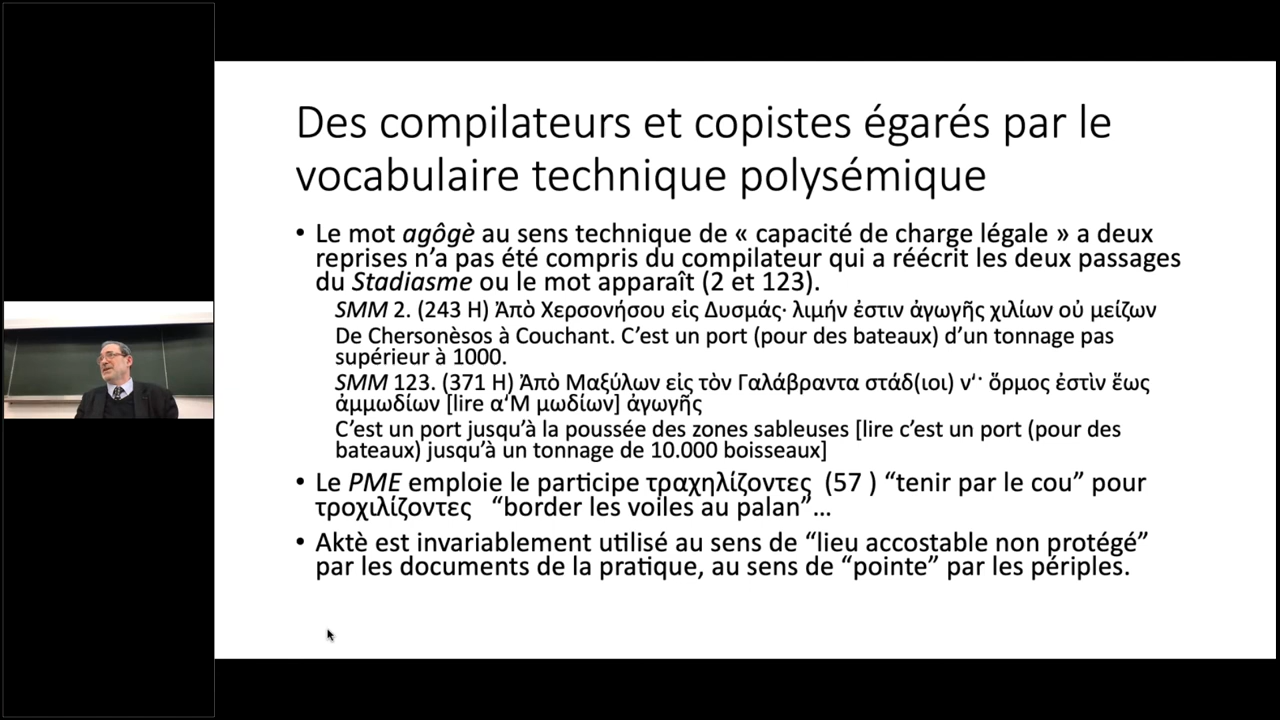 Des compilateurs et copistes égarés par le
vocabulaire technique polysémique
• Le mot agôgè au sens technique de « capacité de charge légale » a deux
reprises n’a pas été compris du compilateur qui a réécrit les deux passages
du Stadiasme ou le mot apparaît (2 et 123).
SMM 2. (243 H) Ἀπὸ Χερσονήσου εἰς Δυσμάς· λιμήν ἐστιν ἀγωγῆς χιλίων οὐ μείζων
De Chersonèsos à Couchant. C’est un port (pour des bateaux) d’un tonnage pas
supérieur à 1000.
SMM 123. (371 H) Ἀπὸ Μαξύλων εἰς τὸν Γαλάβραντα στάδ(ιοι) νʹ· ὅρμος ἐστὶν ἕως
ἀμμωδίων [lire αʹΜ μωδίων] ἀγωγῆς
C’est un port jusqu’à la poussée des zones sableuses [lire c’est un port (pour des
bateaux) jusqu’à un tonnage de 10.000 boisseaux]
• Le PME emploie le participe τραχηλίζοντες (57 ) “tenir par le cou” pour
τροχιλίζοντες “border les voiles au palan”…
• Aktè est invariablement utilisé au sens de “lieu accostable non protégé”
par les documents de la pratique, au sens de “pointe” par les périples.